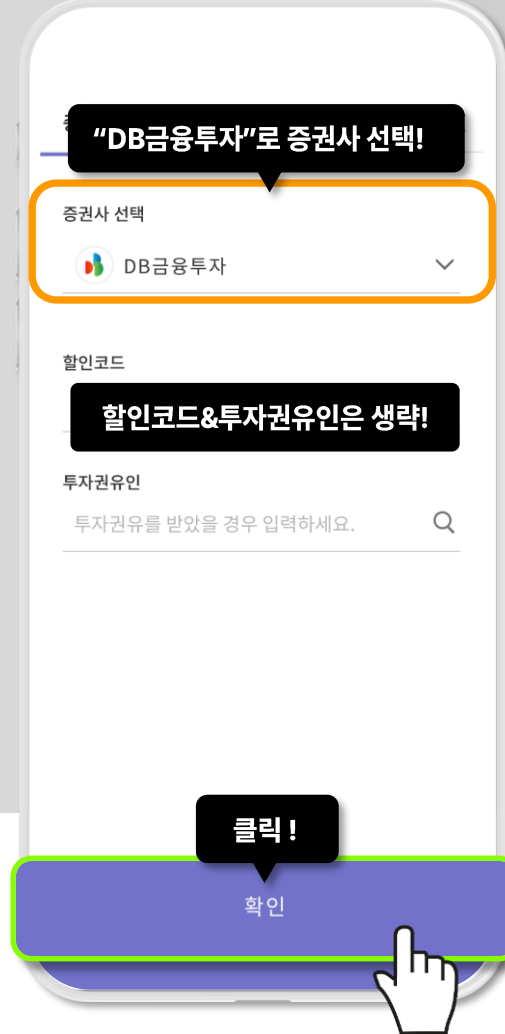 “DB금융투자”로 증권사 선택!
증권사 선택
DB금융투자
할인코드
할인코드&투자권유인은 생략!
투자권유인
투자권유를 받았을 경우 입력하세요.
클릭 !
확인